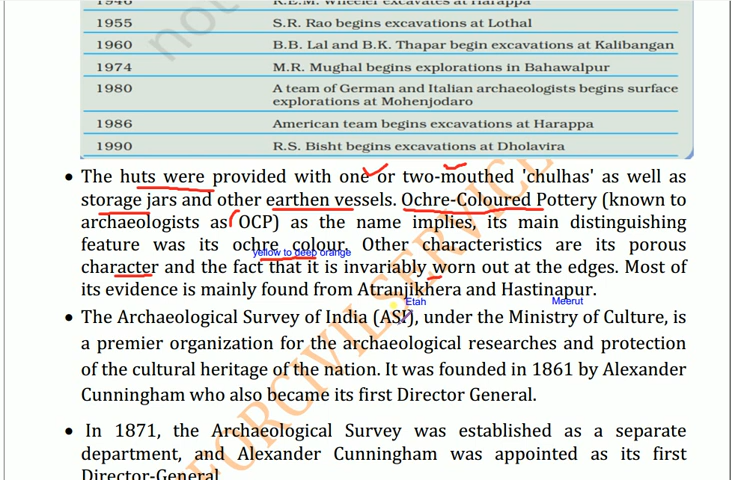 1946 R.E.M. Wheeler excavates at Harappa
1955 S.R. Rao begins excavations at Lothal
1960 B.B. Lal and B.K. Thapar begin excavations at Kalibangan
1974 M.R. Mughal begins explorations in Bahawalpur
1980 A team of German and Italian archaeologists begins surface
explorations at Mohenjodaro
1986 American team begins excavations at Harappa
1990 R.S. Bisht begins excavations at Dholavira
• The huts were provided with one or two-mouthed 'chulhas' as well as
storage jars and other earthen vessels. Ochre-Coloured Pottery (known to
archaeologists as OCP) as the name implies, its main distinguishing
feature was its ochre colour. Other characteristics are its porous
yellow to deep orange
character and the fact that it is invariably worn out at the edges. Most of
its evidence is mainly found from Atranjikhera and Hastinapur.
Etah Meerut
• The Archaeological Survey of India (ASI), under the Ministry of Culture, is
a premier organization for the archaeological researches and protection
of the cultural heritage of the nation. It was founded in 1861 by Alexander
Cunningham who also became its first Director General.
• In 1871, the Archaeological Survey was established as a separate
department, and Alexander Cunningham was appointed as its first
Director-General
not
FORCIVILSERVICE